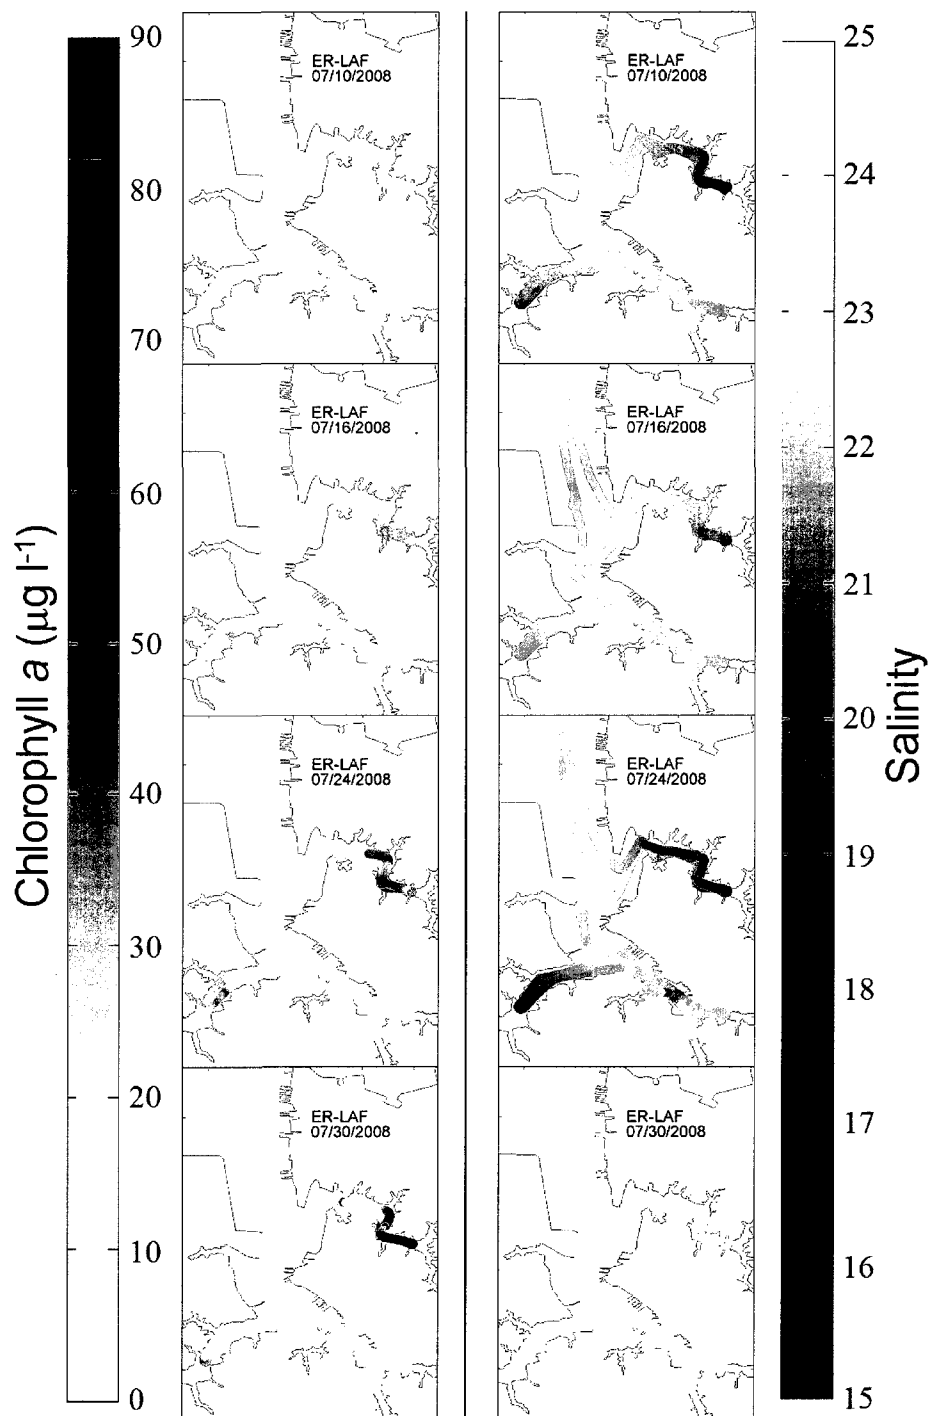 Chlorophyll a (µg l-1)
90
80
70
60
50
40
30
20
10
0
ER-LAF
07/10/2008
ER-LAF
07/16/2008
ER-LAF
07/24/2008
ER-LAF
07/30/2008
ER-LAF
07/10/2008
ER-LAF
07/16/2008
ER-LAF
07/24/2008
ER-LAF
07/30/2008
25
24
23
22
21
20
19
18
17
16
15
Salinity